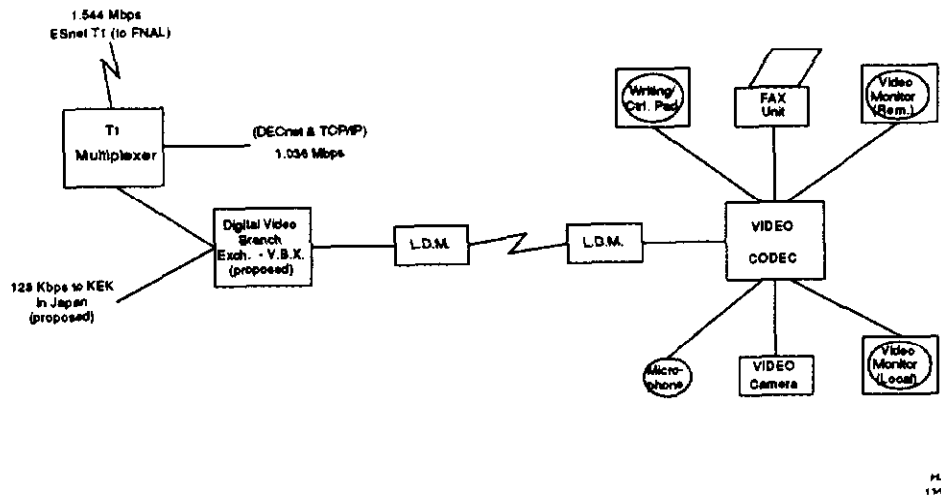 1.544 Mbps
ESnet T1 (to FNAL)
T1
Multiplexer
(DECnet & TCP/IP)
1.036 Mbps
Digital Video
Branch
Exch. - V.B.X.
(proposed)
128 Kbps to KEK
in Japan
(proposed)
L.D.M.
L.D.M.
Writing/
Ctrl. Pad
FAX
Unit
Video
Monitor
(Rem.)
VIDEO
CODEC
Micro-
phone
VIDEO
Camera
Video
Monitor
(Local)